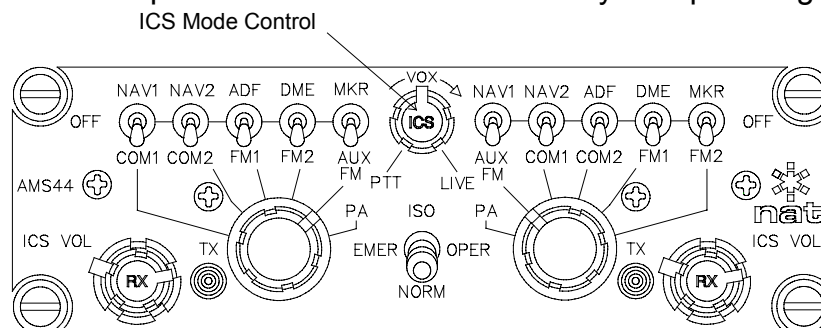 ICS Mode Control
VOX
NAV1 NAV2 ADF DME MKR
NAV1 NAV2 ADF DME MKR
OFF
ICS
OFF
COM1 COM2 FM1 FM2 AUX FM
AUX FM COM1 COM2 FM1 FM2
PTT LIVE
AMS44
nat
PA ISO PA
ICS VOL TX EMER OPER TX ICS VOL
RX
NORM
RX